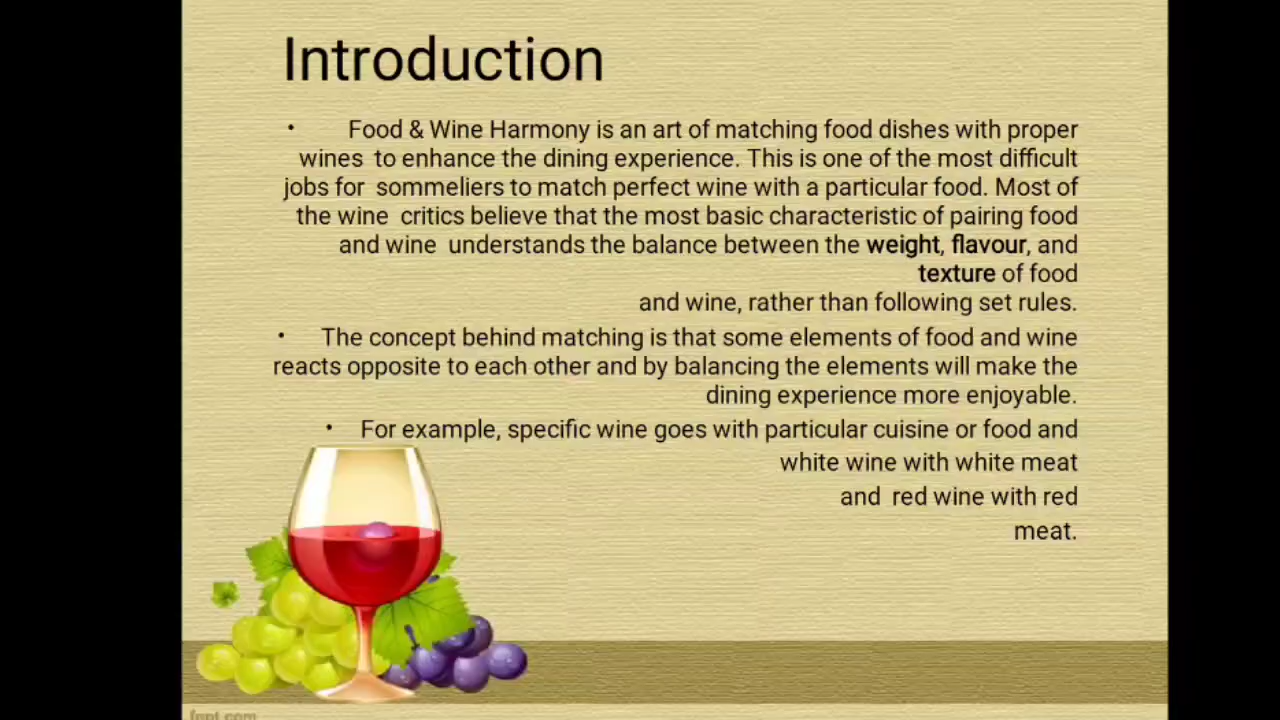 Introduction
• Food & Wine Harmony is an art of matching food dishes with proper
wines to enhance the dining experience. This is one of the most difficult
jobs for sommeliers to match perfect wine with a particular food. Most of
the wine critics believe that the most basic characteristic of pairing food
and wine understands the balance between the weight, flavour, and
texture of food
and wine, rather than following set rules.
• The concept behind matching is that some elements of food and wine
reacts opposite to each other and by balancing the elements will make the
dining experience more enjoyable.
• For example, specific wine goes with particular cuisine or food and
white wine with white meat
and red wine with red
meat.